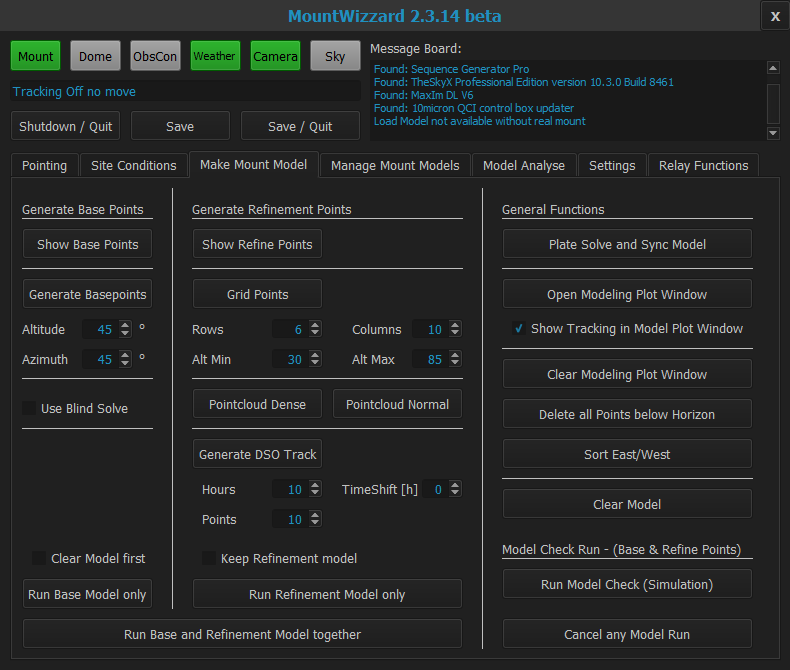 MountWizzard 2.3.14 beta
X
Mount Dome ObsCon Weather Camera Sky
Message Board:
Found: Sequence Generator Pro
Found: TheSkyX Professional Edition version 10.3.0 Build 8461
Found: MaxIm DL V6
Found: 10micron QCI control box updater
Load Model not available without real mount
Tracking Off no move
Shutdown / Quit Save Save / Quit
Pointing Site Conditions Make Mount Model Manage Mount Models Model Analyse Settings Relay Functions
Generate Base Points
Show Base Points
Generate Basepoints
Altitude 45 °
Azimuth 45 °
Use Blind Solve
Clear Model first
Run Base Model only
Generate Refinement Points
Show Refine Points
Grid Points
Rows 6 Columns 10
Alt Min 30 Alt Max 85
Pointcloud Dense Pointcloud Normal
Generate DSO Track
Hours 10 TimeShift [h] 0
Points 10
Keep Refinement model
Run Refinement Model only
Run Base and Refinement Model together
General Functions
Plate Solve and Sync Model
Open Modeling Plot Window
✓ Show Tracking in Model Plot Window
Clear Modeling Plot Window
Delete all Points below Horizon
Sort East/West
Clear Model
Model Check Run - (Base & Refine Points)
Run Model Check (Simulation)
Cancel any Model Run